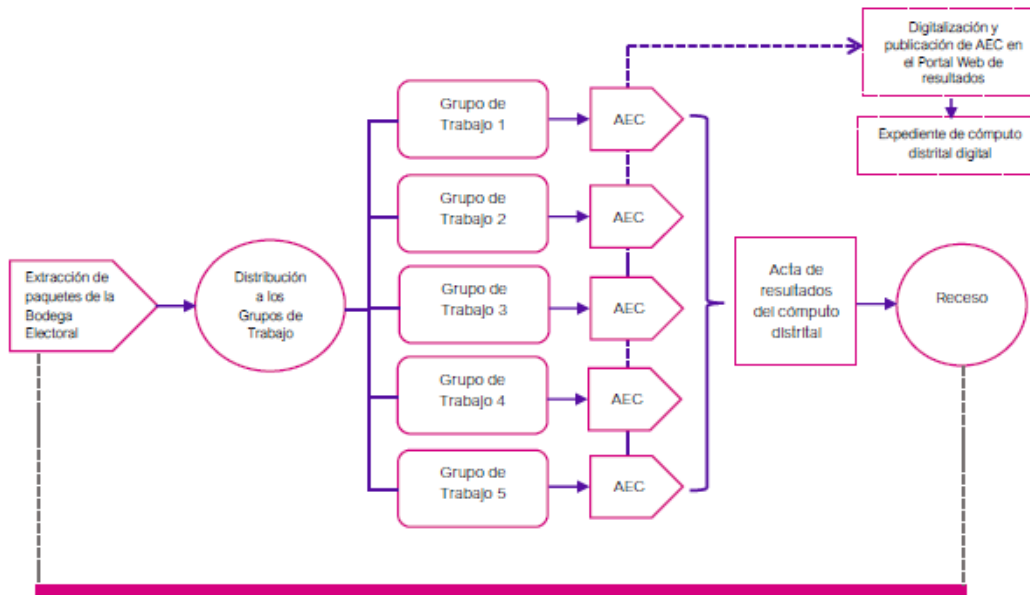 Extracción de
paquetes de la
Bodega
Electoral
Distribución
a los
Grupos de
Trabajo
Grupo de
Trabajo 1
AEC
Grupo de
Trabajo 2
AEC
Grupo de
Trabajo 3
AEC
Grupo de
Trabajo 4
AEC
Grupo de
Trabajo 5
AEC
Digitalización y
publicación de AEC en
el Portal Web de
resultados
Expediente de cómputo
distrital digital
Acta de
resultados
del cómputo
distrital
Receso